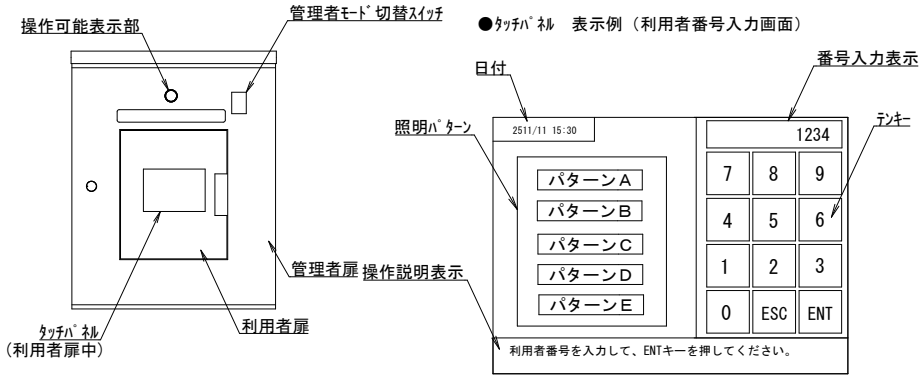 管理者ﾓｰﾄﾞ切替ｽｲｯﾁ
操作可能表示部
●ﾀｯﾁﾊﾟﾈﾙ 表示例（利用者番号入力画面）
番号入力表示
日付
照明ﾊﾟﾀｰﾝ
ﾃﾝｷｰ
2511/11 15:30
1234
パターンA
パターンB
パターンC
パターンD
パターンE
7 8 9
4 5 6
1 2 3
0 ESC ENT
管理者扉
操作説明表示
利用者扉
ﾀｯﾁﾊﾟﾈﾙ
(利用者扉中)
利用者番号を入力して、ENTキーを押してください。